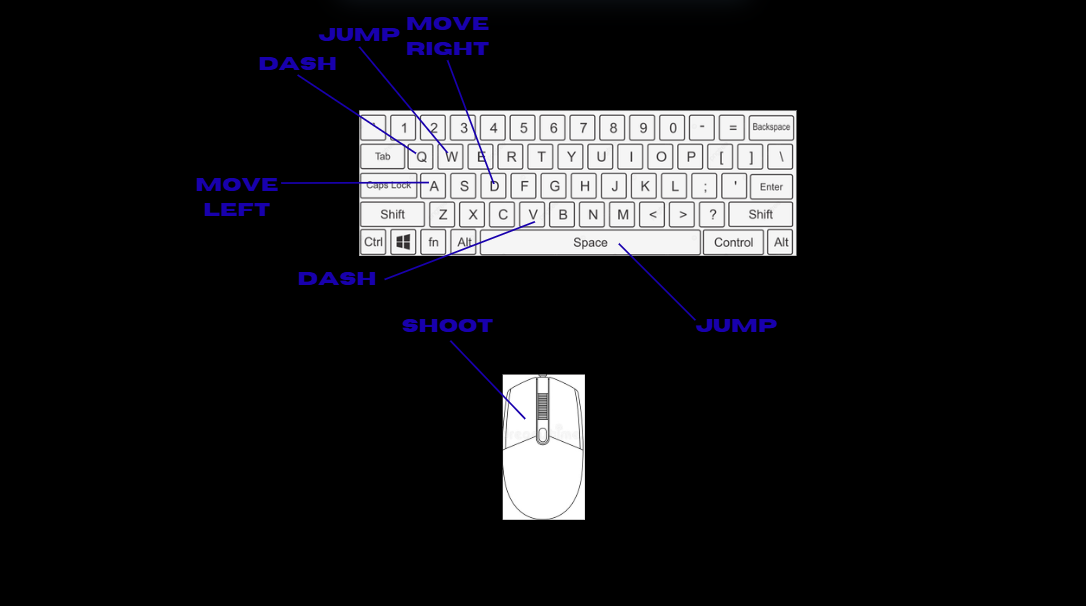 JUMP
MOVE
RIGHT
DASH
` 1 2 3 4 5 6 7 8 9 0 - = Backspace
Tab Q W E R T Y U I O P [ ] \
Caps Lock A S D F G H J K L ; ' Enter
MOVE
LEFT
Shift Z X C V B N M < > ? Shift
Ctrl fn Alt Space Control Alt
DASH
SHOOT
JUMP